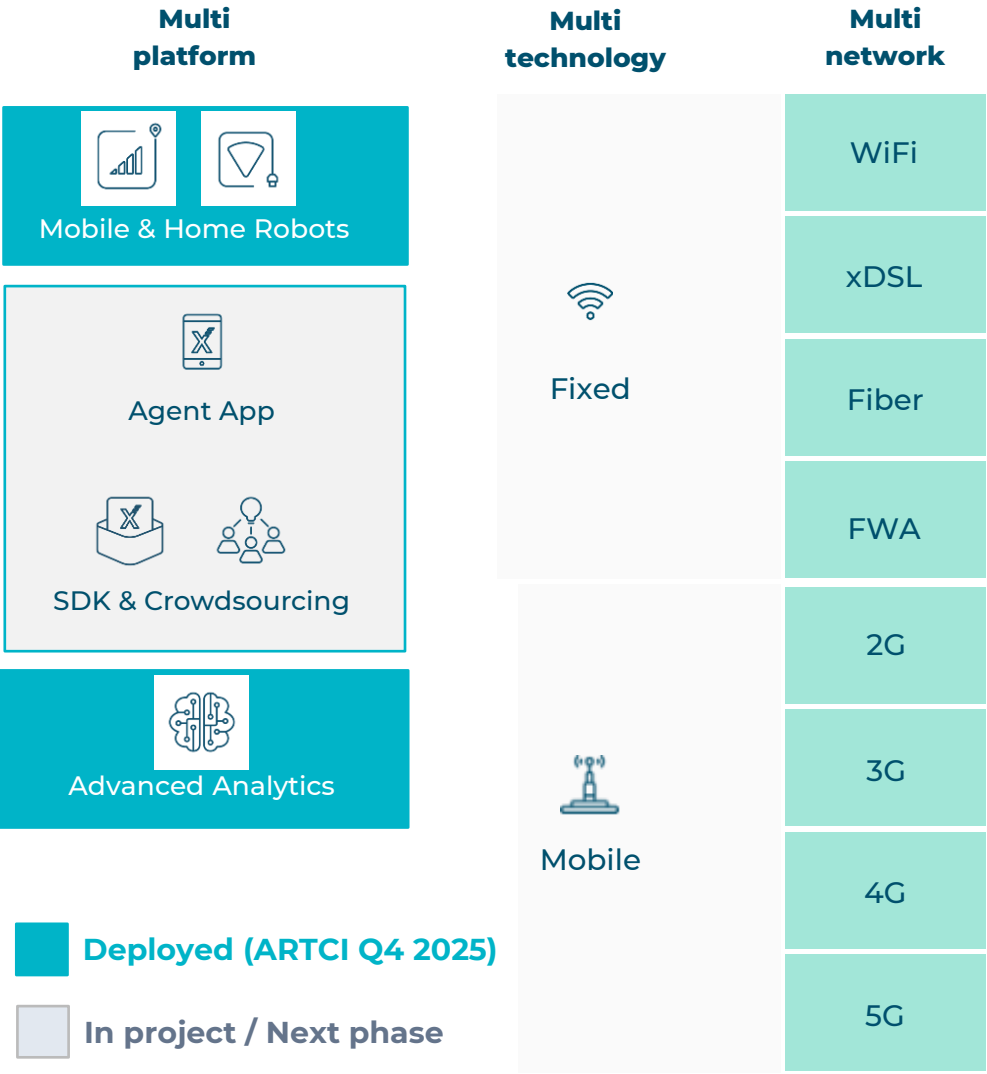 Multi
platform
Multi
technology
Multi
network
Mobile & Home Robots
Agent App
SDK & Crowdsourcing
Advanced Analytics
Fixed
Mobile
WiFi
xDSL
Fiber
FWA
2G
3G
4G
5G
Deployed (ARTCI Q4 2025)
In project / Next phase